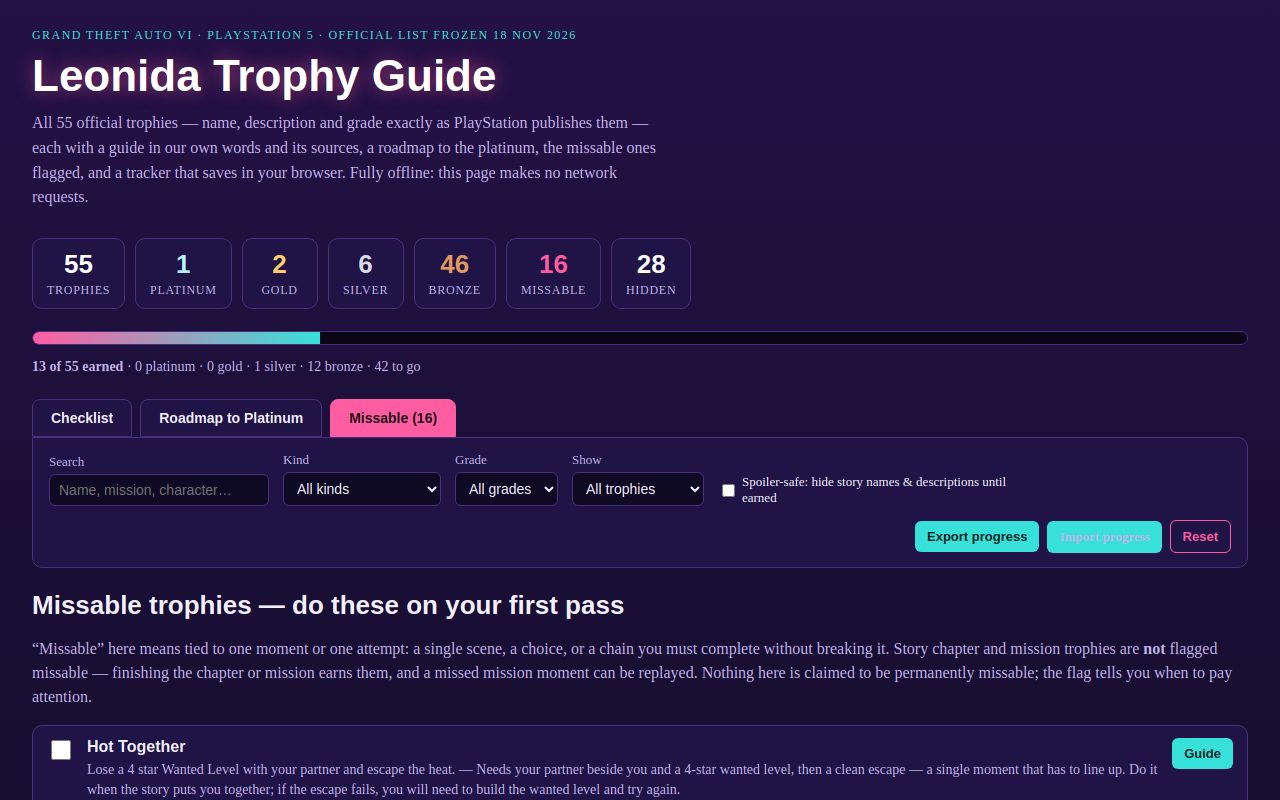 GRAND THEFT AUTO VI · PLAYSTATION 5 · OFFICIAL LIST FROZEN 18 NOV 2026
Leonida Trophy Guide
All 55 official trophies — name, description and grade exactly as PlayStation publishes them —
each with a guide in our own words and its sources, a roadmap to the platinum, the missable ones
flagged, and a tracker that saves in your browser. Fully offline: this page makes no network
requests.
55 1 2 6 46 16 28
TROPHIES PLATINUM GOLD SILVER BRONZE MISSABLE HIDDEN
13 of 55 earned · 0 platinum · 0 gold · 1 silver · 12 bronze · 42 to go
Checklist Roadmap to Platinum Missable (16)
Search Kind Grade Show
Name, mission, character… All kinds All grades All trophies
Spoiler-safe: hide story names & descriptions until
earned
Export progress Import progress Reset
Missable trophies — do these on your first pass
“Missable” here means tied to one moment or one attempt: a single scene, a choice, or a chain you must complete without breaking it. Story chapter and mission trophies are not flagged
missable — finishing the chapter or mission earns them, and a missed mission moment can be replayed. Nothing here is claimed to be permanently missable; the flag tells you when to pay
attention.
Hot Together
Guide
Lose a 4 star Wanted Level with your partner and escape the heat. — Needs your partner beside you and a 4-star wanted level, then a clean escape — a single moment that has to line up. Do it
when the story puts you together; if the escape fails, you will need to build the wanted level and try again.